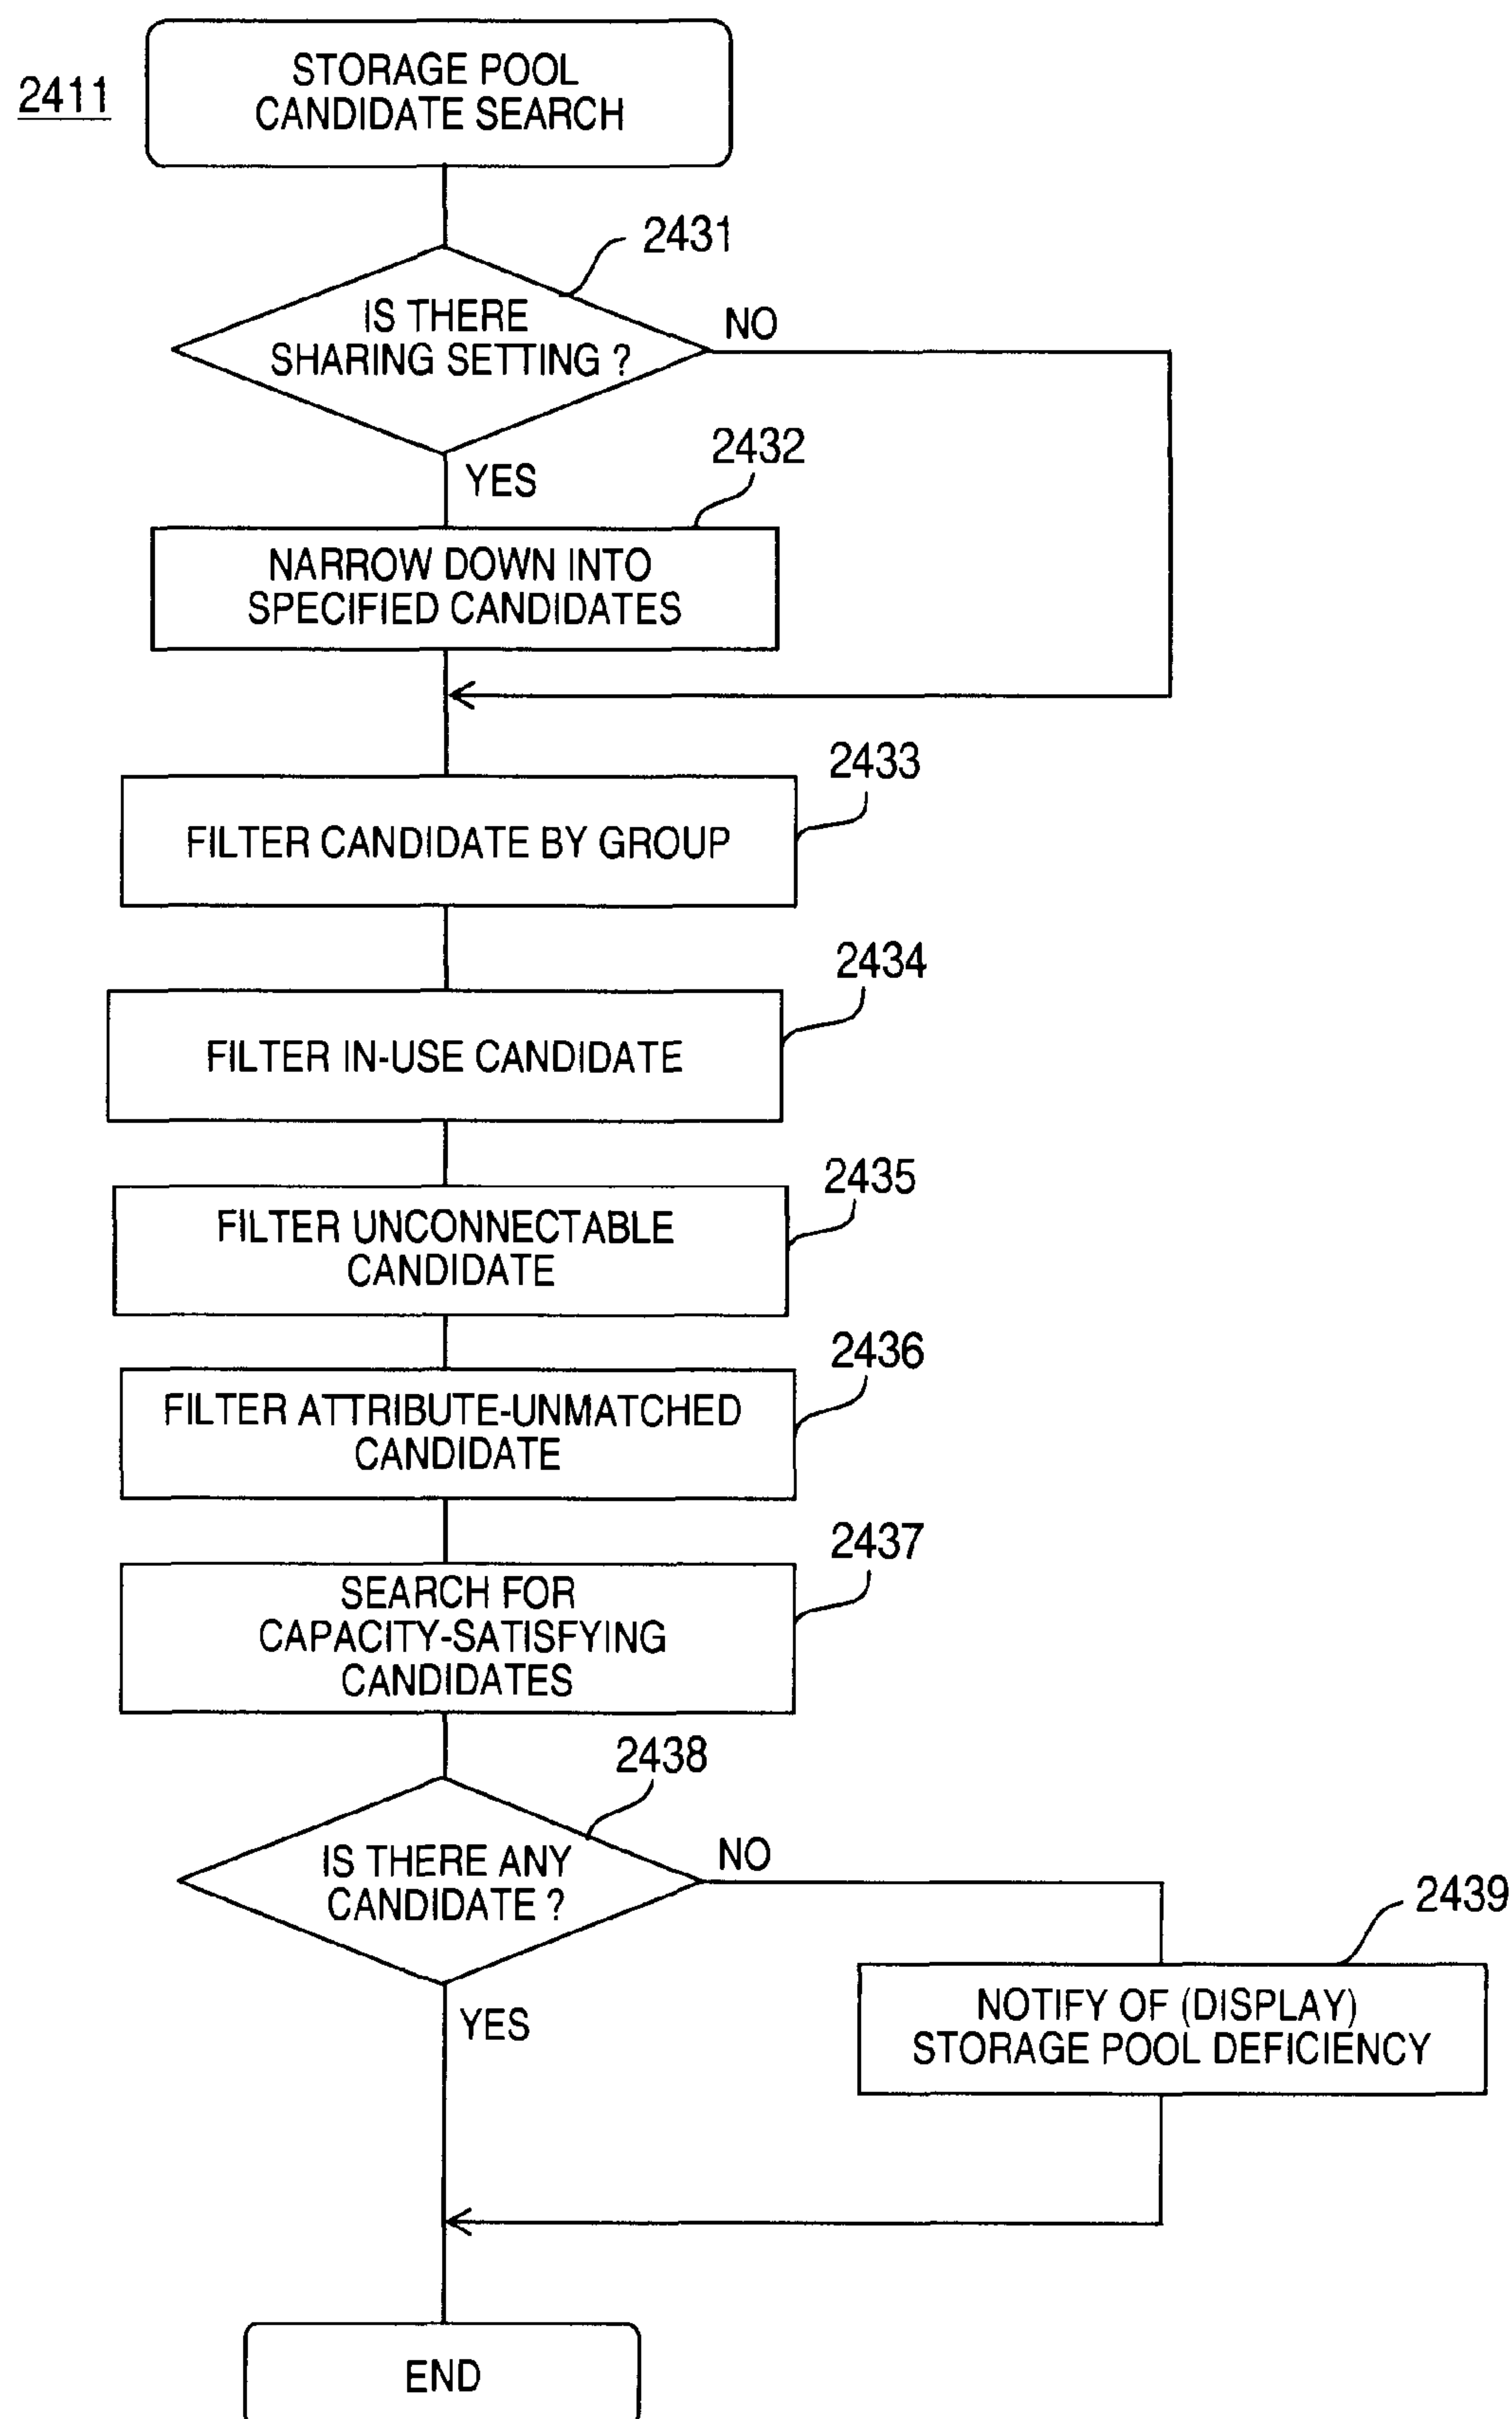 2411
STORAGE POOL
CANDIDATE SEARCH
2431
IS THERE
SHARING SETTING ?
NO
YES
2432
NARROW DOWN INTO
SPECIFIED CANDIDATES
2433
FILTER CANDIDATE BY GROUP
2434
FILTER IN-USE CANDIDATE
2435
FILTER UNCONNECTABLE
CANDIDATE
2436
FILTER ATTRIBUTE-UNMATCHED
CANDIDATE
2437
SEARCH FOR
CAPACITY-SATISFYING
CANDIDATES
2438
IS THERE ANY
CANDIDATE ?
NO
YES
2439
NOTIFY OF (DISPLAY)
STORAGE POOL DEFICIENCY
END